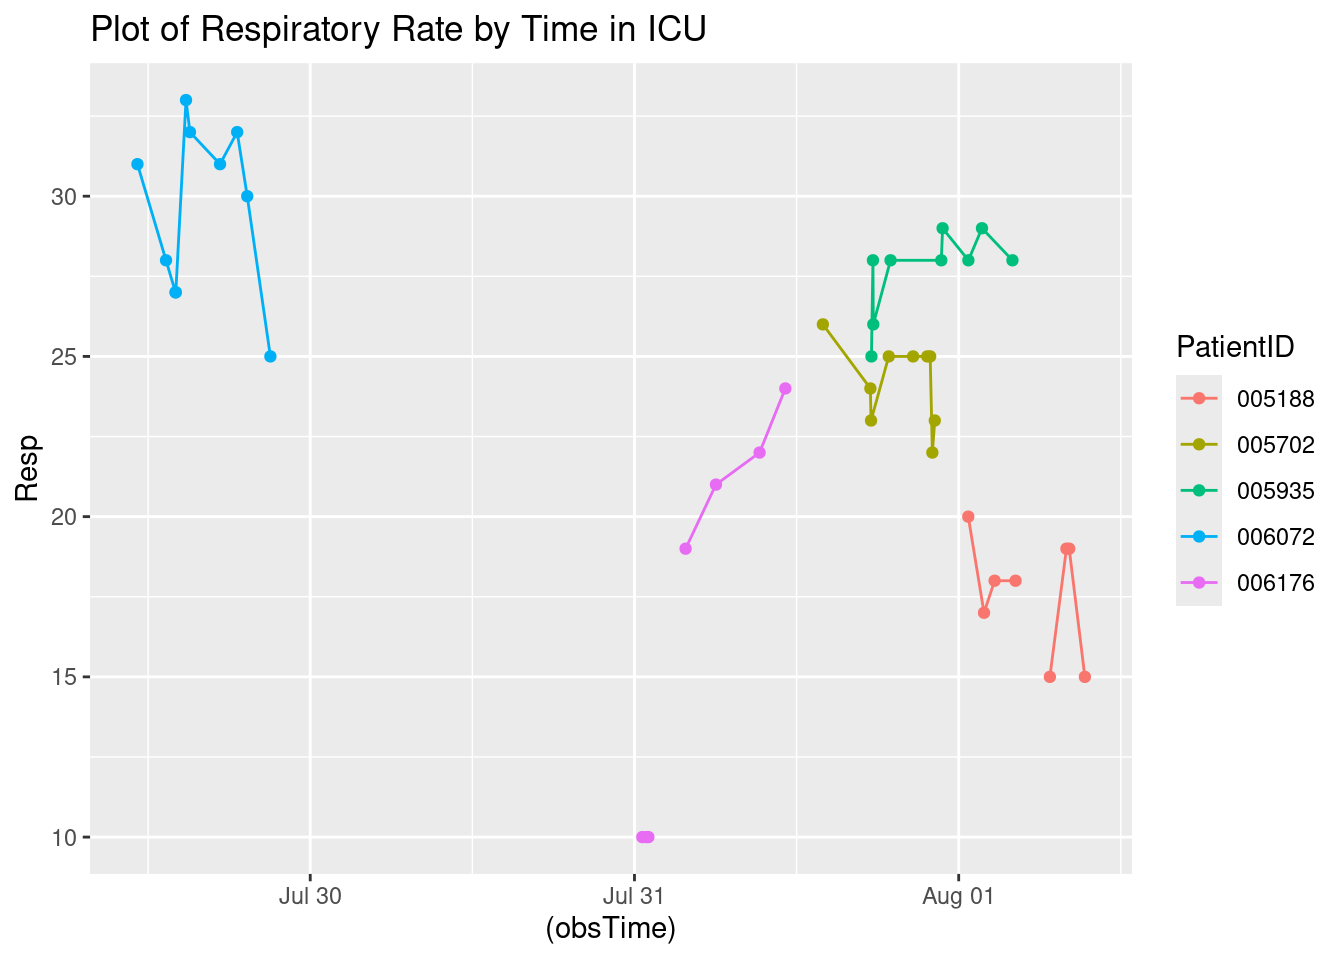 Plot of Respiratory Rate by Time in ICU
Resp
30
25
20
15
10
Jul 30
Jul 31
Aug 01
(obsTime)
PatientID
005188
005702
005935
006072
006176